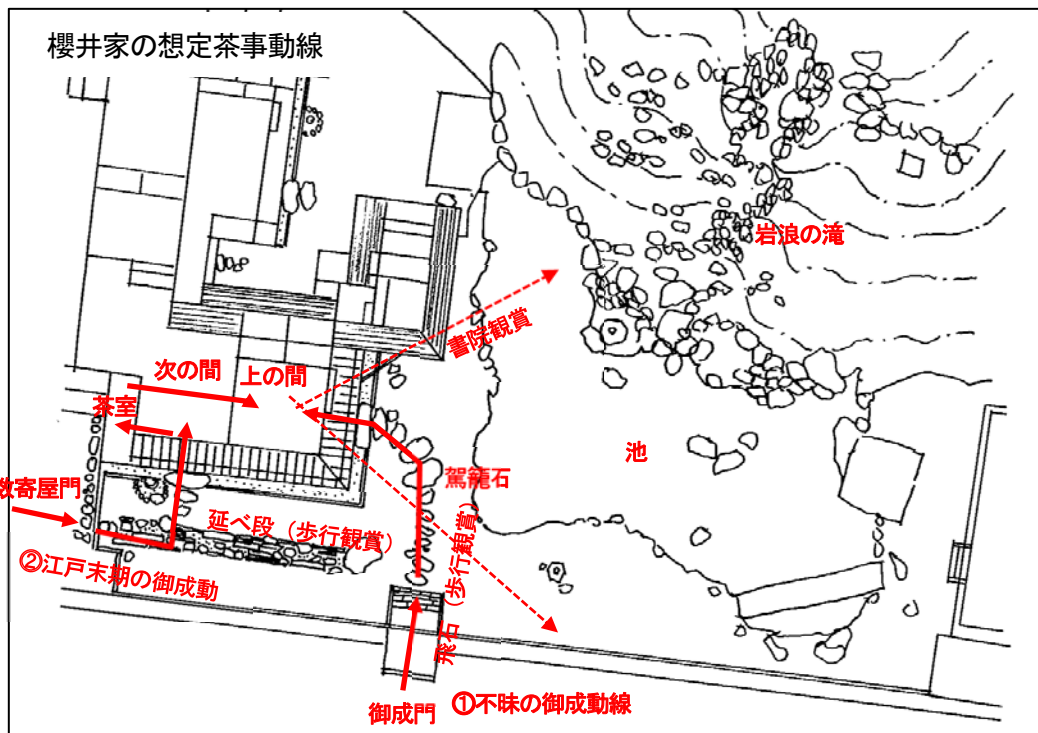 櫻井家の想定茶事動線
岩浪の滝
書院観賞
次の間
上の間
茶室
池
駕籠石
数寄屋門
延べ段（歩行観賞）
飛石（歩行観賞）
②江戸末期の御成動
御成門
①不昧の御成動線